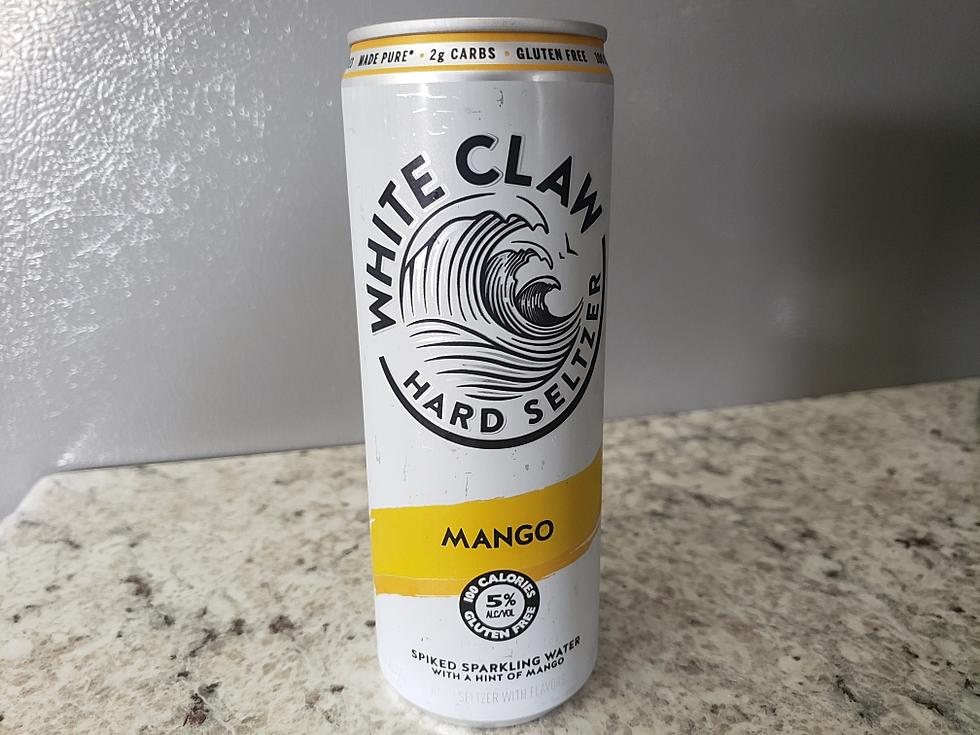 MADE PURE* • 2g CARBS • GLUTEN FREE
WHITE CLAW
HARD SELTZER
MANGO
100 CALORIES
5%
ALC/VOL
GLUTEN FREE
SPIKED SPARKLING WATER
WITH A HINT OF MANGO
SELTZER WITH FLAVORS